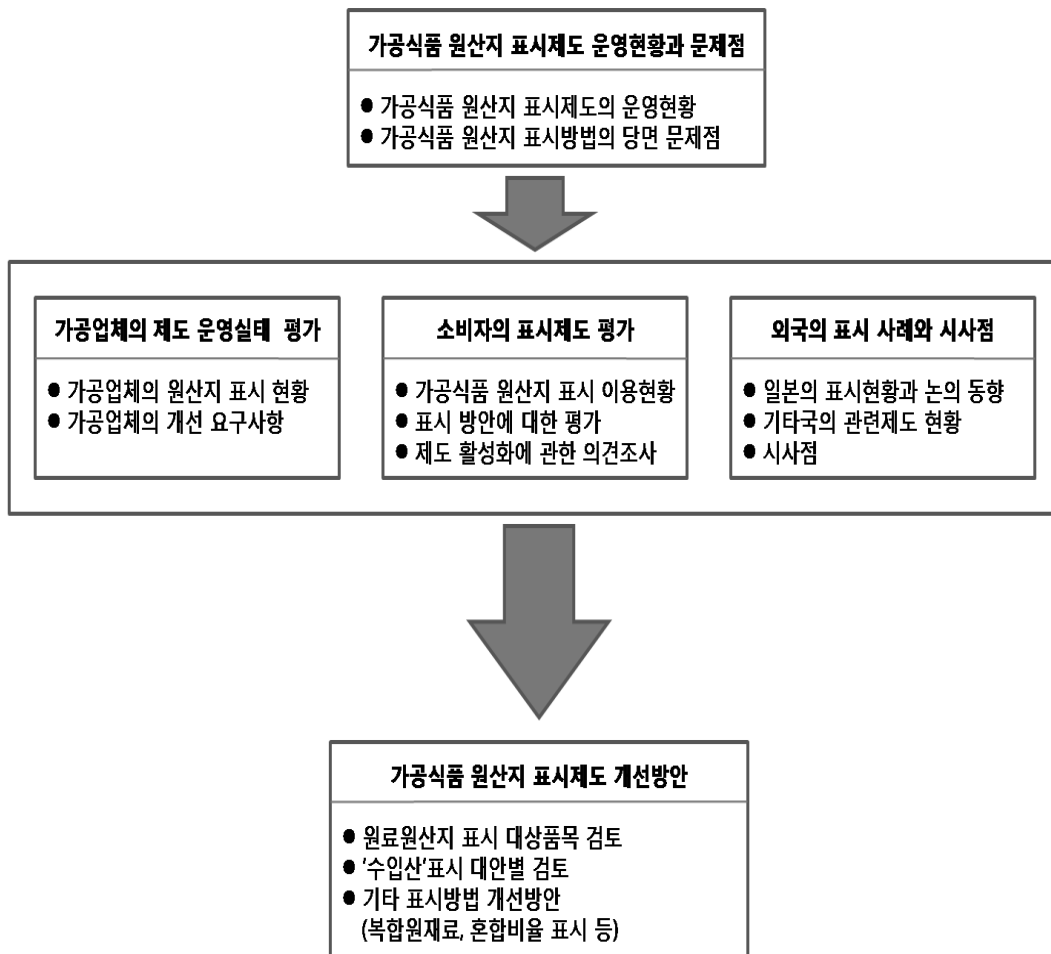 가공식품 원산지 표시제도 운영현황과 문제점
● 가공식품 원산지 표시제도의 운영현황
● 가공식품 원산지 표시방법의 당면 문제점
가공업체의 제도 운영실태 평가
● 가공업체의 원산지 표시 현황
● 가공업체의 개선 요구사항
소비자의 표시제도 평가
● 가공식품 원산지 표시 이용현황
● 표시 방안에 대한 평가
● 제도 활성화에 관한 의견조사
외국의 표시 사례와 시사점
● 일본의 표시현황과 논의 동향
● 기타국의 관련제도 현황
● 시사점
가공식품 원산지 표시제도 개선방안
● 원료원산지 표시 대상품목 검토
● '수입산'표시 대안별 검토
● 기타 표시방법 개선방안
(복합원재료, 혼합비율 표시 등)